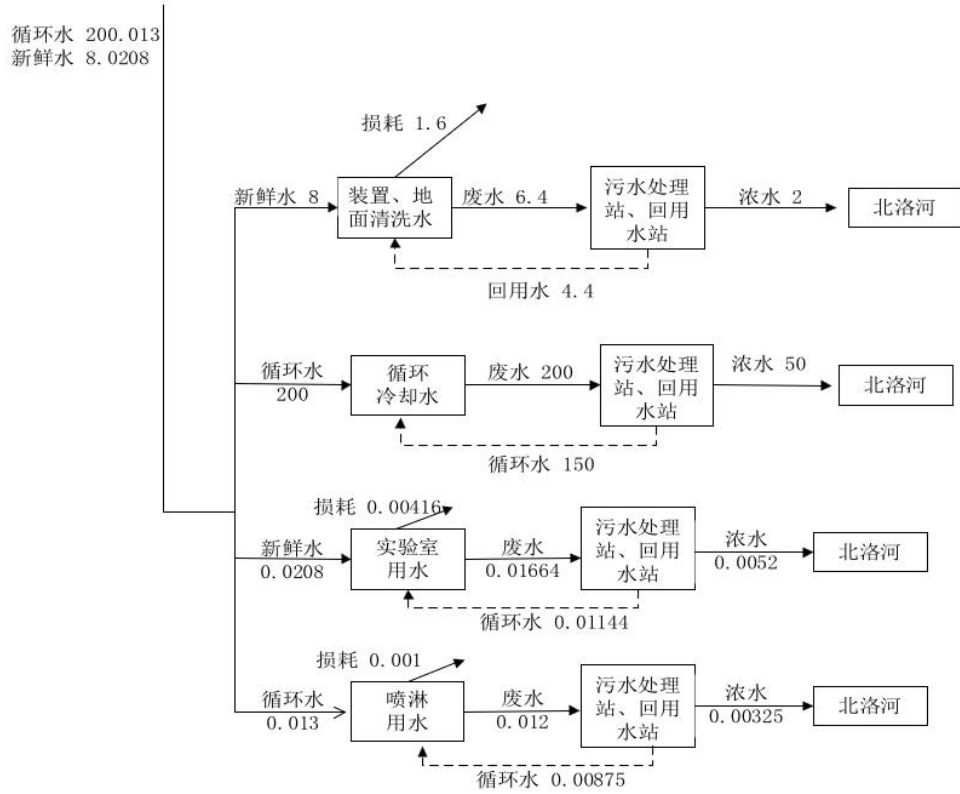 循环水 200.013
新鲜水 8.0208
损耗 1.6
新鲜水 8
装置、地
面清洗水
废水 6.4
污水处理
站、回用
水站
浓水 2
北洛河
回用水 4.4
循环水
200
循环
冷却水
废水 200
污水处理
站、回用
水站
浓水 50
北洛河
循环水 150
损耗 0.00416
新鲜水
0.0208
实验室
用水
废水
0.01664
污水处理
站、回用
水站
浓水
0.0052
北洛河
循环水 0.01144
损耗 0.001
循环水
0.013
喷淋
用水
废水
0.012
污水处理
站、回用
水站
浓水
0.00325
北洛河
循环水 0.00875